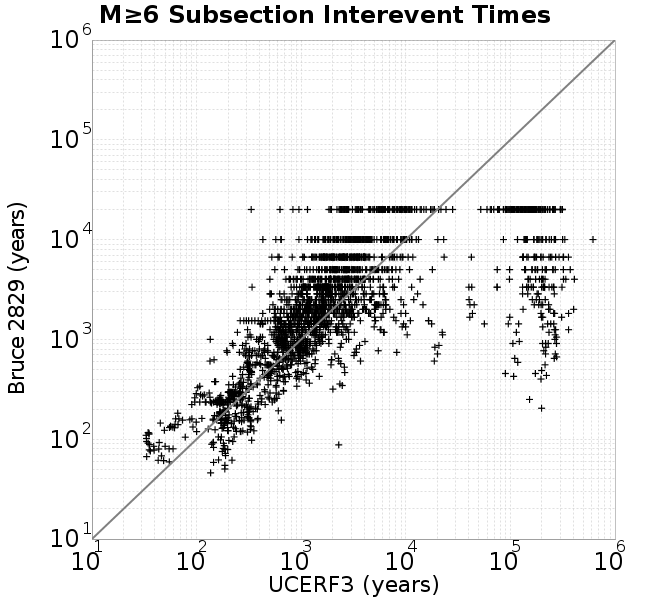 M≥6 Subsection Interevent Times
10^6
10^5
10^4
10^3
10^2
10^1
Bruce 2829 (years)
10^1 10^2 10^3 10^4 10^5 10^6
UCERF3 (years)